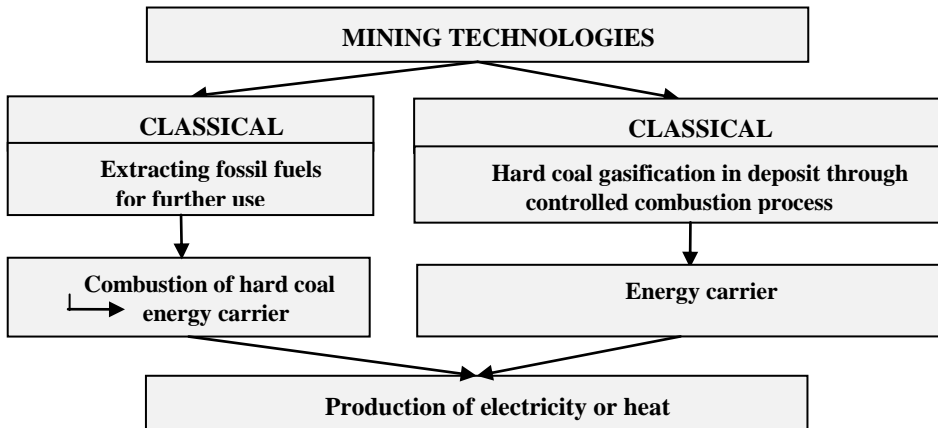 MINING TECHNOLOGIES
CLASSICAL
Extracting fossil fuels
for further use
CLASSICAL
Hard coal gasification in deposit through
controlled combustion process
Combustion of hard coal
energy carrier
Energy carrier
Production of electricity or heat